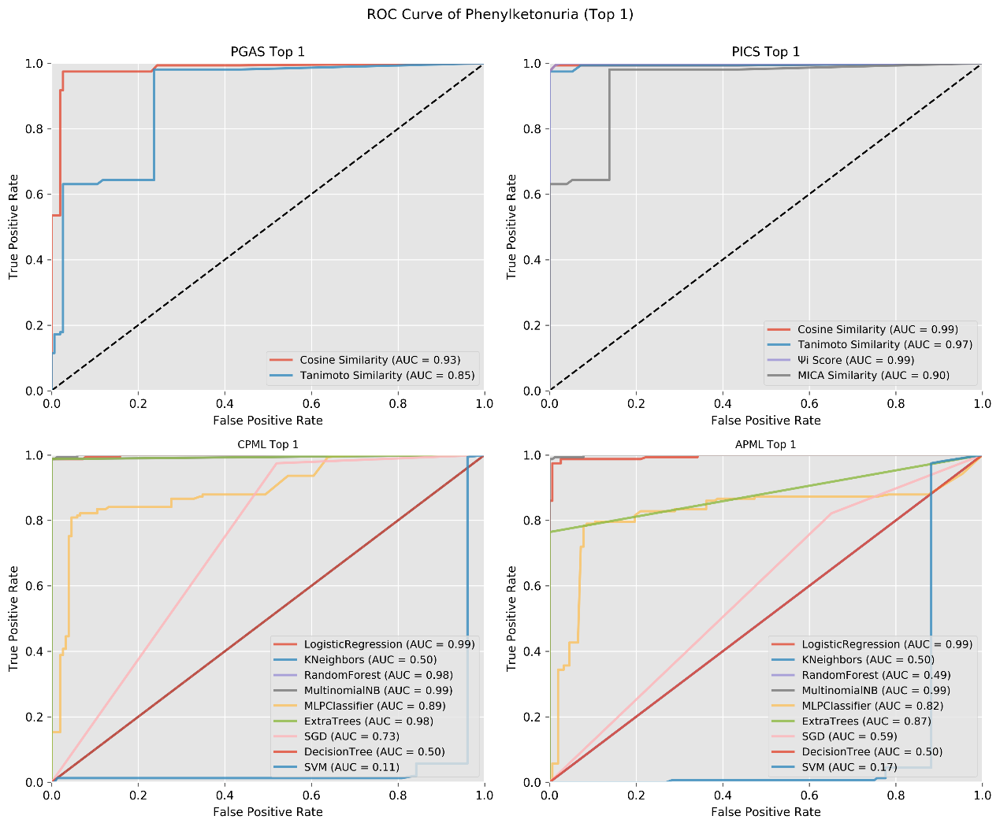 ROC Curve of Phenylketonuria (Top 1)
PGAS Top 1
1.0
0.8
0.6
0.4
0.2
0.0
True Positive Rate
Cosine Similarity (AUC = 0.93)
Tanimoto Similarity (AUC = 0.85)
0.0 0.2 0.4 0.6 0.8 1.0
False Positive Rate
PICS Top 1
1.0
0.8
0.6
0.4
0.2
0.0
True Positive Rate
Cosine Similarity (AUC = 0.99)
Tanimoto Similarity (AUC = 0.97)
Ψi Score (AUC = 0.99)
MICA Similarity (AUC = 0.90)
0.0 0.2 0.4 0.6 0.8 1.0
False Positive Rate
CPML Top 1
1.0
0.8
0.6
0.4
0.2
0.0
True Positive Rate
LogisticRegression (AUC = 0.99)
KNeighbors (AUC = 0.50)
RandomForest (AUC = 0.98)
MultinomialNB (AUC = 0.99)
MLPClassifier (AUC = 0.89)
ExtraTrees (AUC = 0.98)
SGD (AUC = 0.73)
DecisionTree (AUC = 0.50)
SVM (AUC = 0.11)
0.0 0.2 0.4 0.6 0.8 1.0
False Positive Rate
APML Top 1
1.0
0.8
0.6
0.4
0.2
0.0
True Positive Rate
LogisticRegression (AUC = 0.99)
KNeighbors (AUC = 0.50)
RandomForest (AUC = 0.49)
MultinomialNB (AUC = 0.99)
MLPClassifier (AUC = 0.82)
ExtraTrees (AUC = 0.87)
SGD (AUC = 0.59)
DecisionTree (AUC = 0.50)
SVM (AUC = 0.17)
0.0 0.2 0.4 0.6 0.8 1.0
False Positive Rate